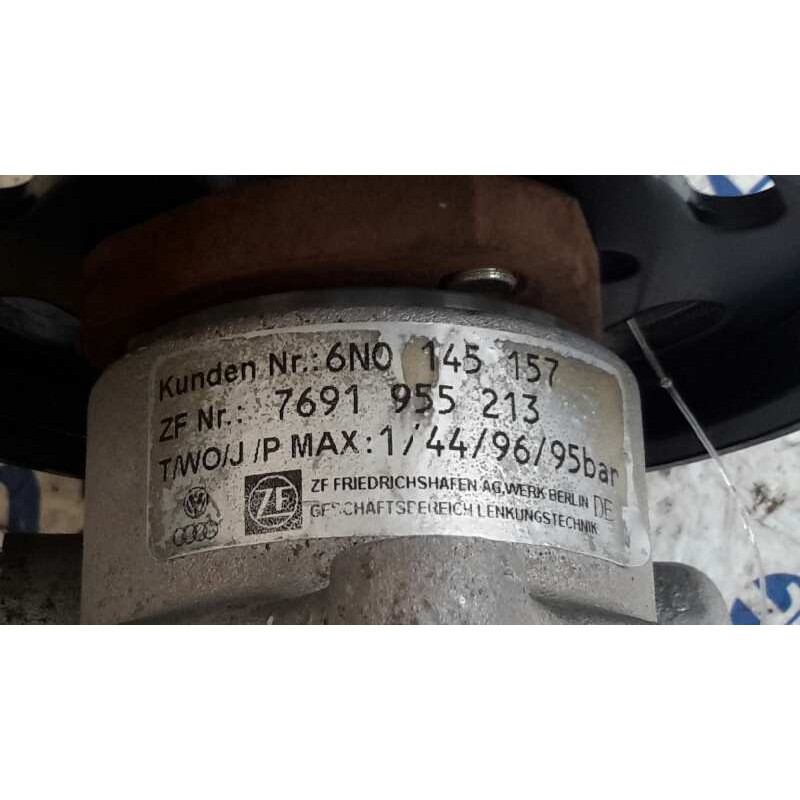 Kunden Nr.: 6N0 145 157
ZF Nr.: 7691 955 213
T/WO/J/P MAX: 1/44/96/95bar
ZF FRIEDRICHSHAFEN AG, WERK BERLIN DE
GESCHÄFTSBEREICH LENKUNGSTECHNIK
ZF